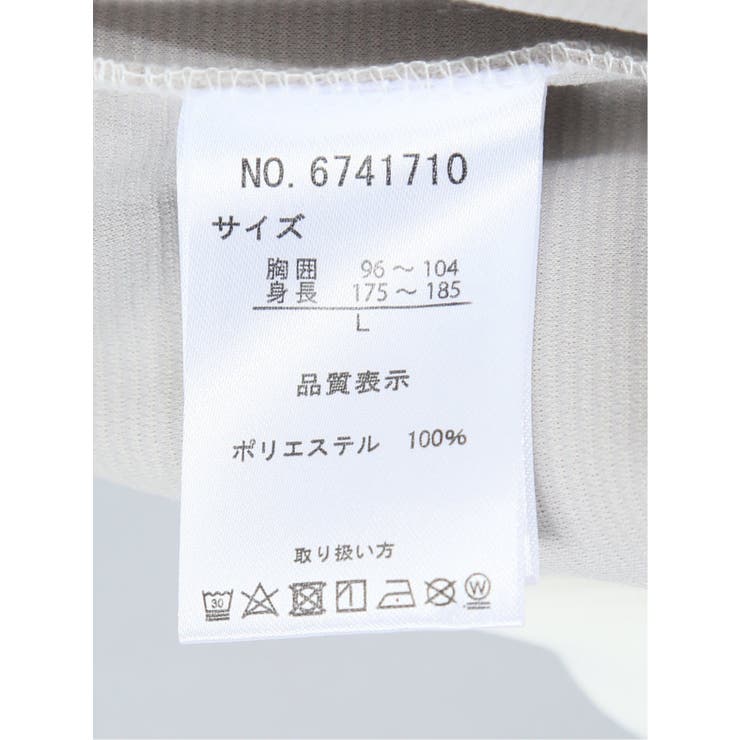 NO. 6741710
サイズ
胸囲 96～104
身長 175～185
L
品質表示
ポリエステル 100%
取り扱い方
30
W